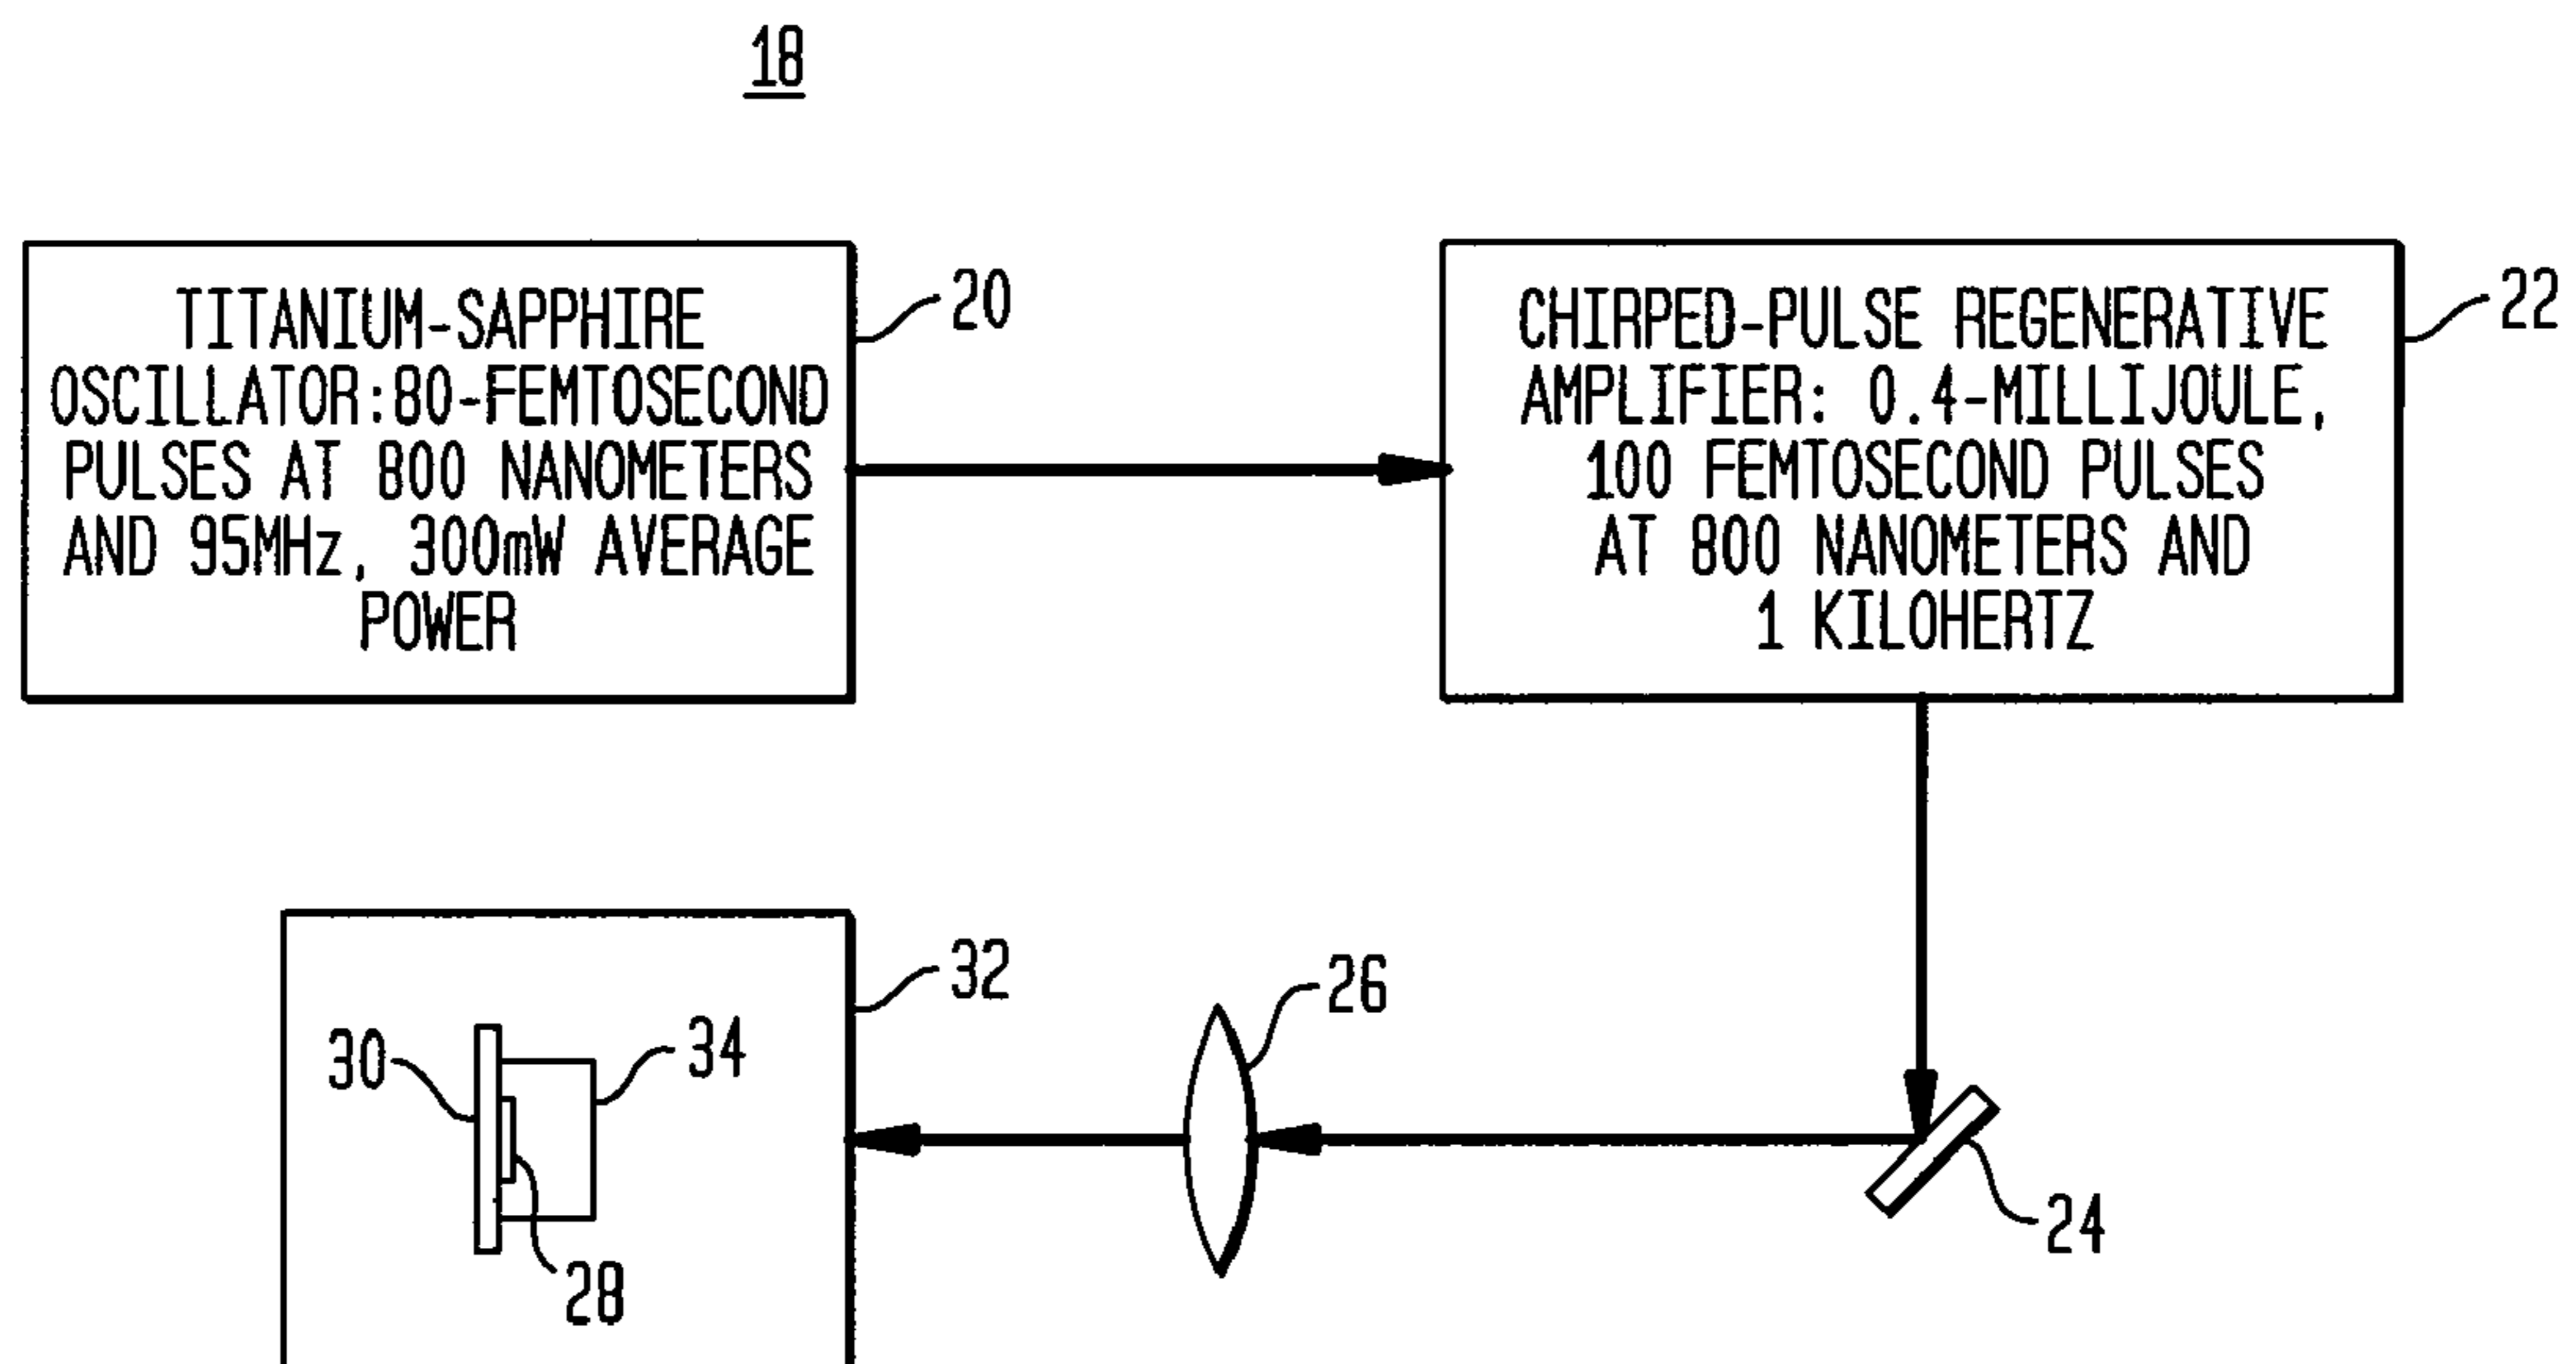 18
TITANIUM-SAPPHIRE
OSCILLATOR:80-FEMTOSECOND
PULSES AT 800 NANOMETERS
AND 95MHz, 300mW AVERAGE
POWER
20
CHIRPED-PULSE REGENERATIVE
AMPLIFIER: 0.4-MILLIJOULE,
100 FEMTOSECOND PULSES
AT 800 NANOMETERS AND
1 KILOHERTZ
22
32
30
34
28
26
24